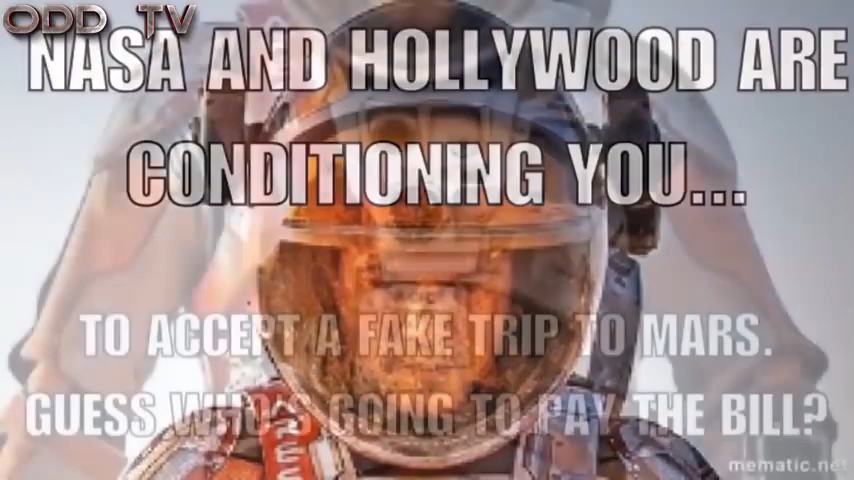 ODD TV
NASA AND HOLLYWOOD ARE
CONDITIONING YOU...
TO ACCEPT A FAKE TRIP TO MARS.
GUESS WHO'S GOING TO PAY THE BILL?
mematic.net